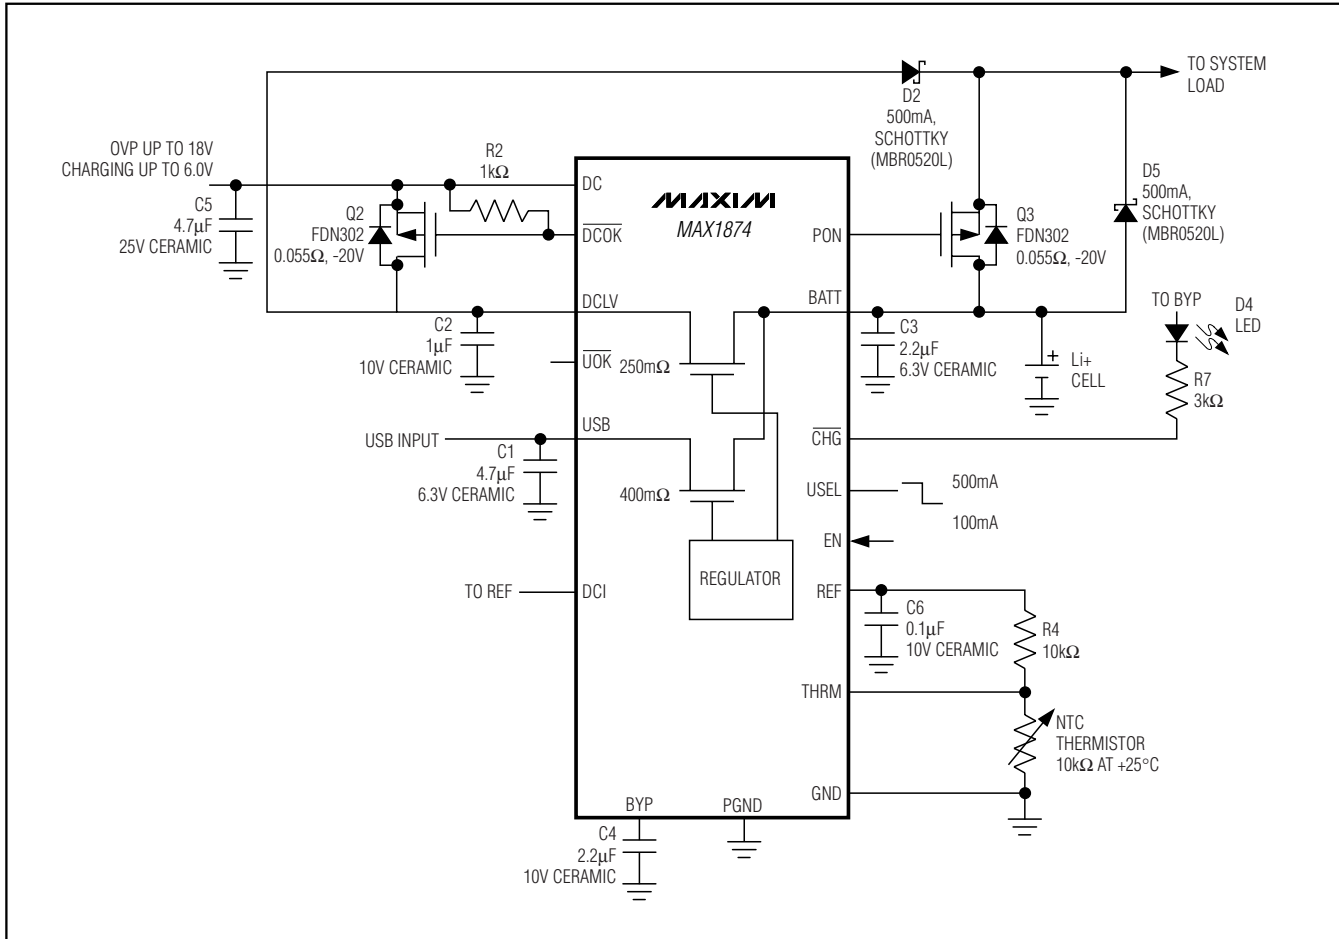 TO SYSTEM
LOAD
D2
500mA,
SCHOTTKY
(MBR0520L)
OVP UP TO 18V
CHARGING UP TO 6.0V
R2
1kΩ
D5
500mA,
SCHOTTKY
(MBR0520L)
DC
MAXIM
MAX1874
C5
4.7μF
25V CERAMIC
Q2
FDN302
0.055Ω, -20V
DCOK
PON
Q3
FDN302
0.055Ω, -20V
DCLV
BATT
TO BYP
D4
LED
C2
1μF
10V CERAMIC
UOK
250mΩ
C3
2.2μF
6.3V CERAMIC
+
Li+
CELL
R7
3kΩ
USB INPUT
USB
CHG
C1
4.7μF
6.3V CERAMIC
400mΩ
USEL
500mA
100mA
EN
REGULATOR
TO REF
DCI
REF
C6
0.1μF
10V CERAMIC
R4
10kΩ
THRM
NTC
THERMISTOR
10kΩ AT +25°C
GND
BYP
PGND
C4
2.2μF
10V CERAMIC